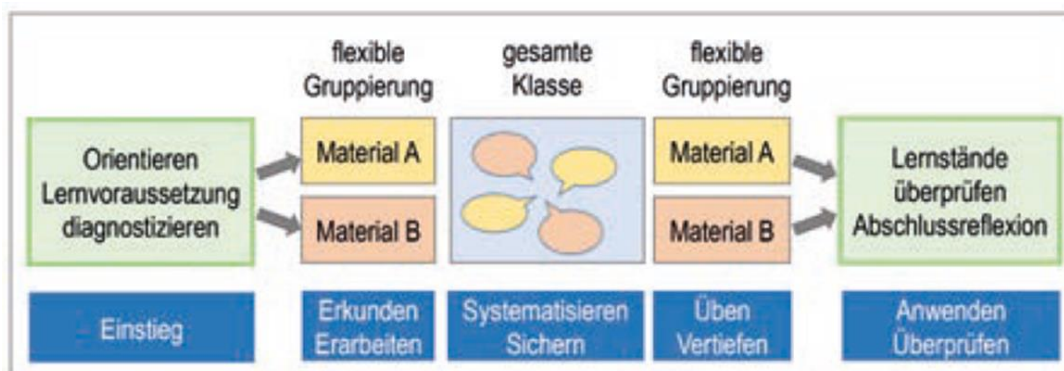 flexible
Gruppierung
gesamte
Klasse
flexible
Gruppierung
Orientieren
Lernvoraussetzung
diagnostizieren
Material A
Material B
Material A
Material B
Lernstände
überprüfen
Abschlussreflexion
Einstieg
Erkunden
Erarbeiten
Systematisieren
Sichern
Üben
Vertiefen
Anwenden
Überprüfen